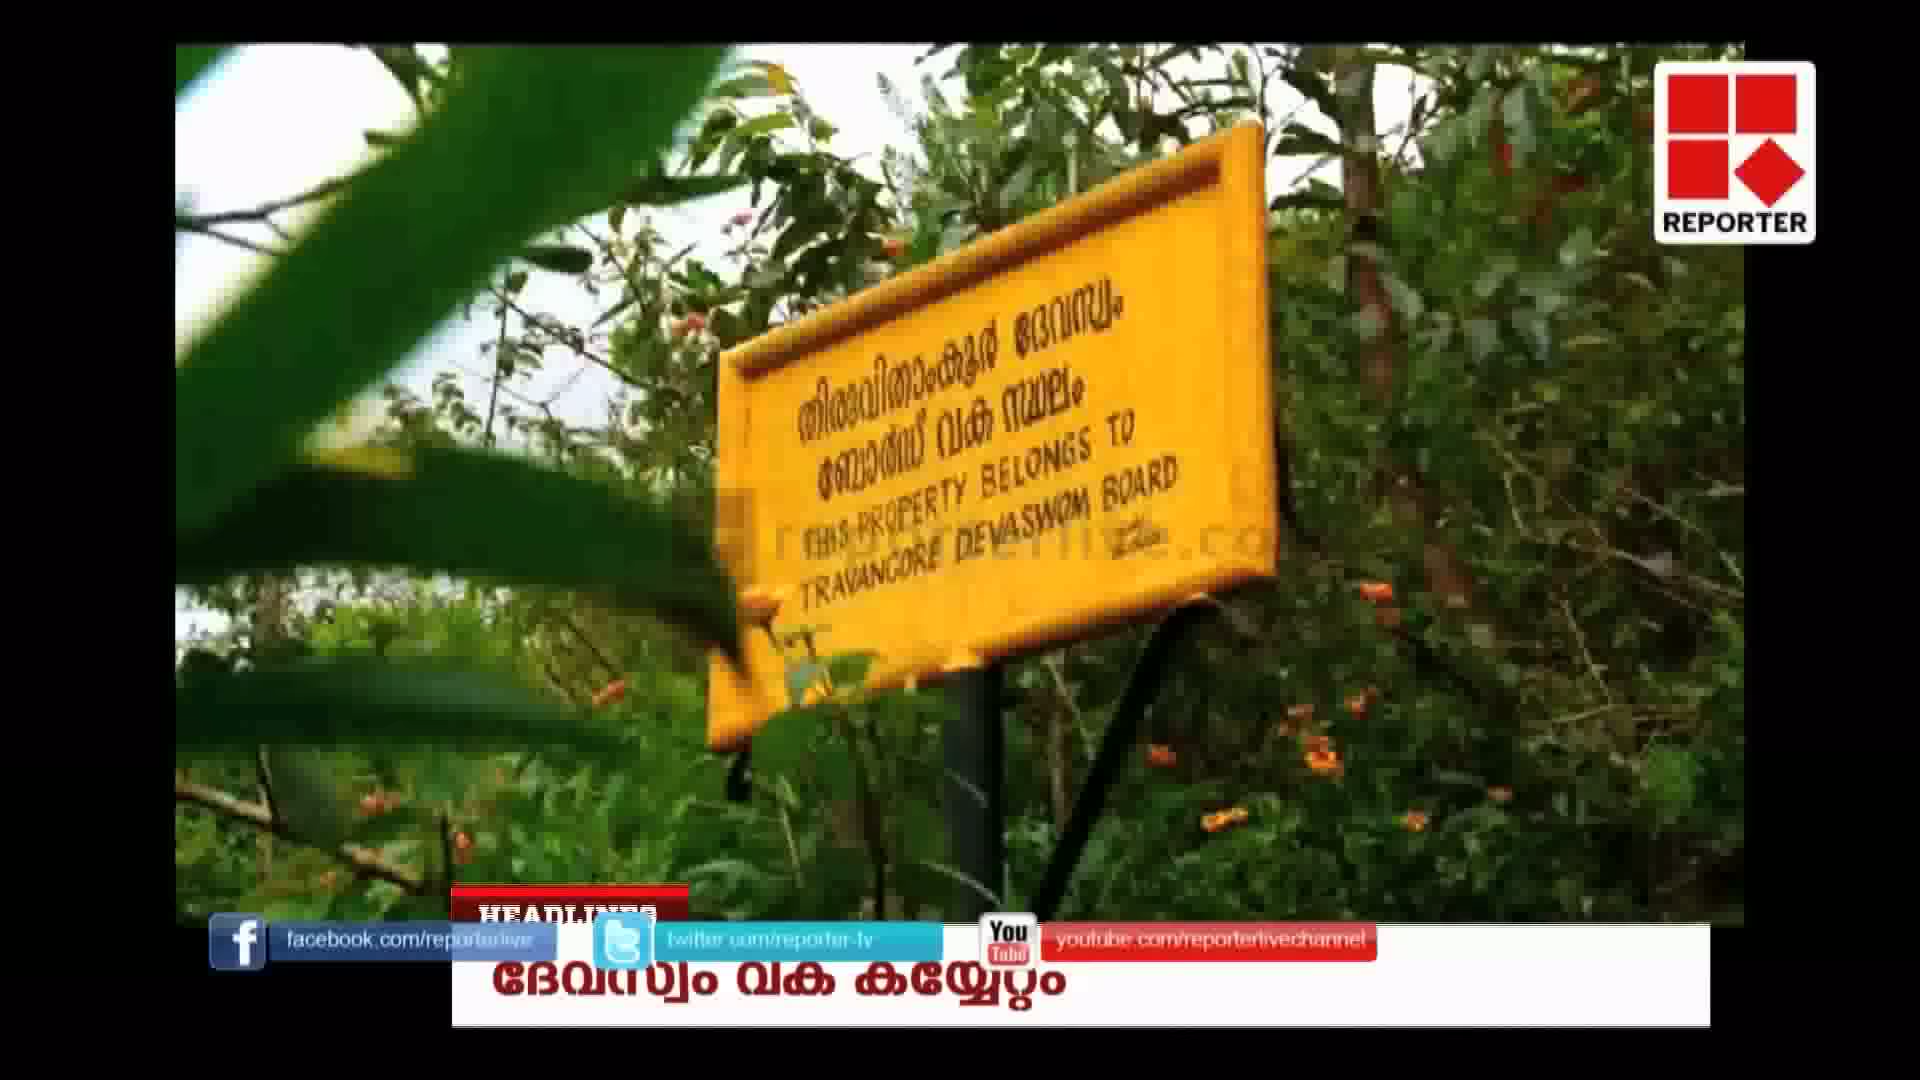 REPORTER
തിരുവിതാംകൂർ ദേവസ്വം
ബോർഡ് വക സ്ഥലം
THIS PROPERTY BELONGS TO
TRAVANCORE DEVASWOM BOARD
HEADLINES
facebook.com/reporterlive
twitter.com/reporter-tv
You Tube
youtube.com/reporterlivechannel
ദേവസ്വം വക കയ്യേറ്റം